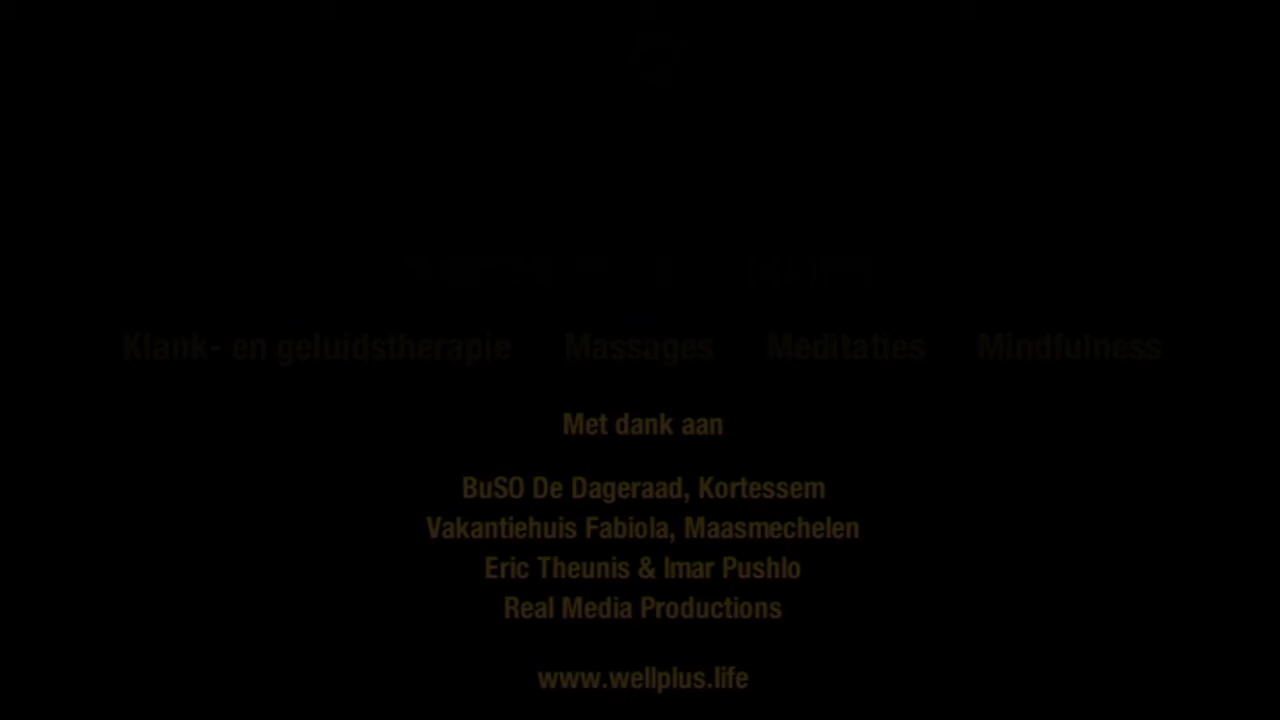 Klank- en geluidstherapie Massages Meditaties Mindfulness
Met dank aan
BuSO De Dageraad, Kortessem
Vakantiehuis Fabiola, Maasmechelen
Eric Theunis & Imar Pushlo
Real Media Productions
www.wellplus.life